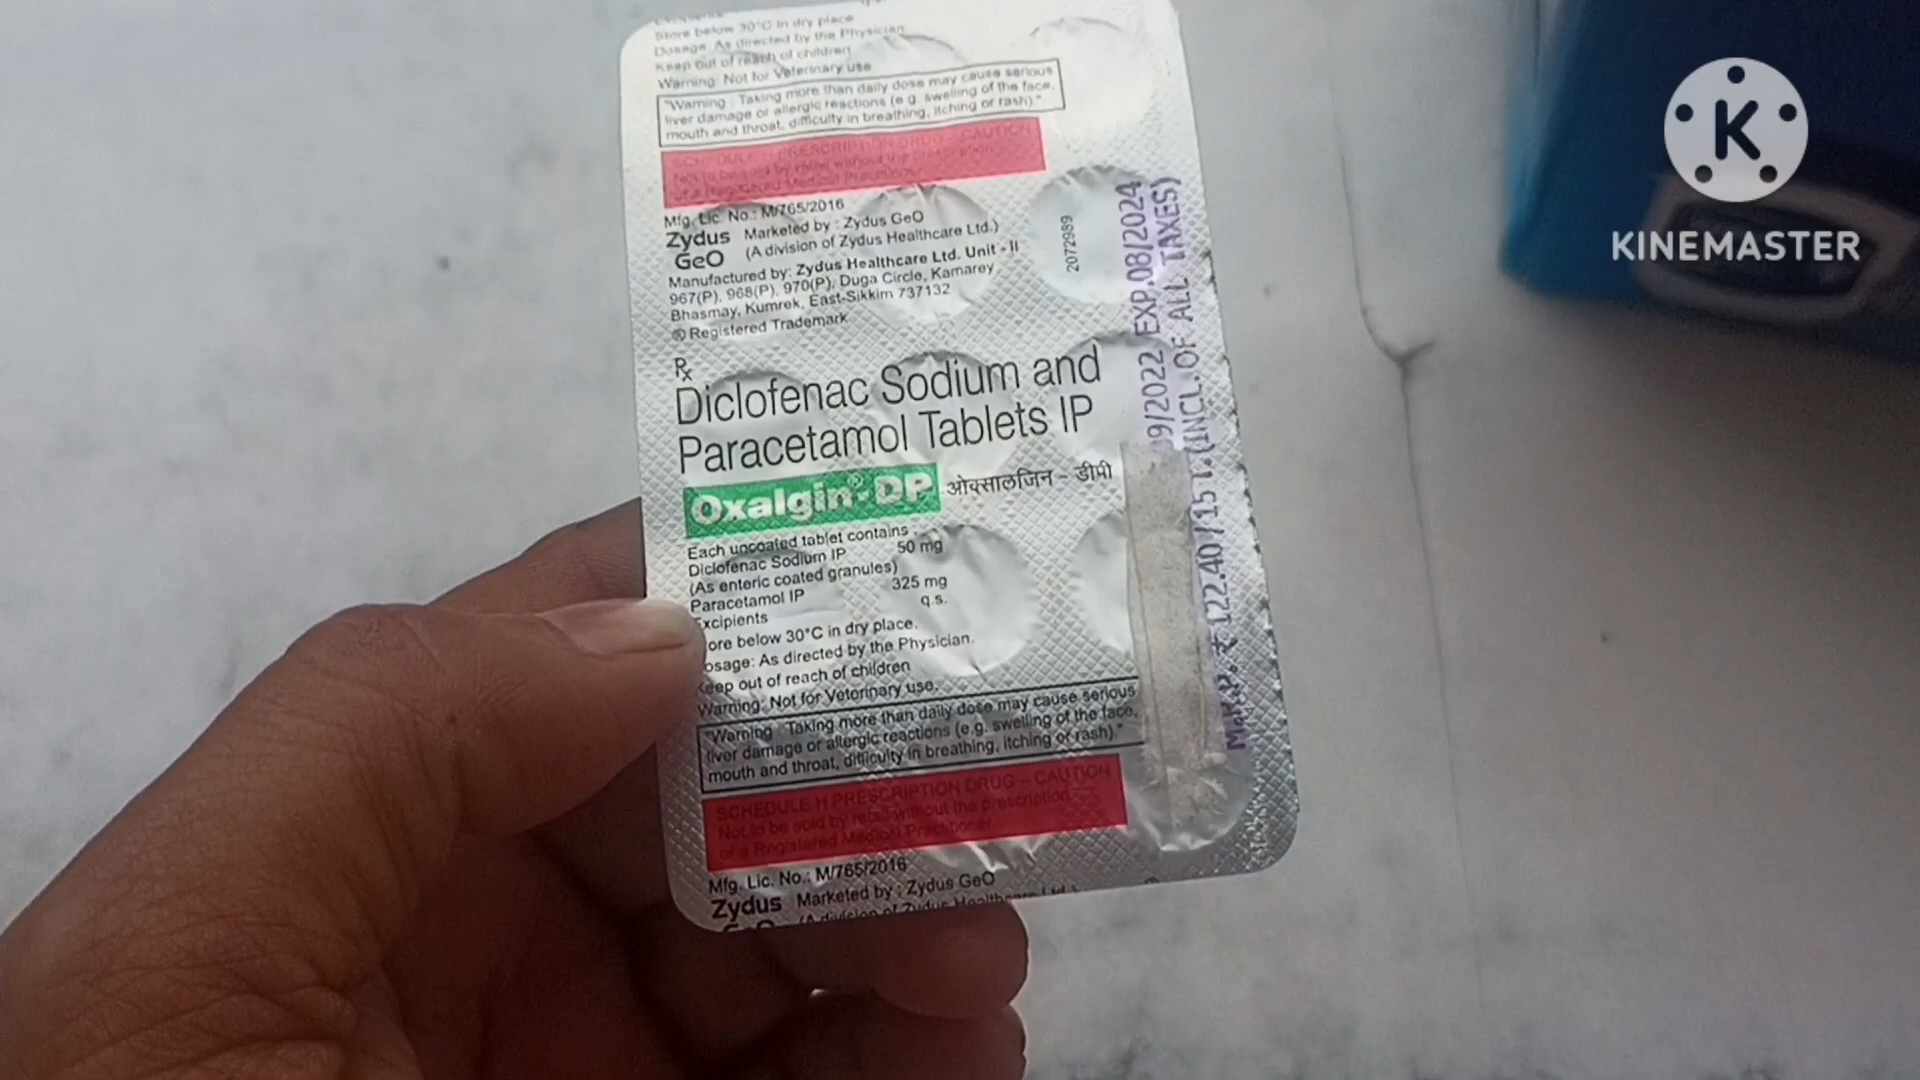 Store below 30°C in dry place
Dosage: As directed by the Physician
Keep out of reach of children
Warning: Not for Veterinary use
"Warning : Taking more than daily dose may cause serious
liver damage or allergic reactions (e.g. swelling of the face,
mouth and throat, difficulty in breathing, itching or rash)."
SCHEDULE H PRESCRIPTION DRUG - CAUTION
Not to be sold by retail without the prescription
of a Registered Medical Practitioner
Mfg. Lic. No.: M/765/2016
Zydus GeO
Marketed by : Zydus GeO
(A division of Zydus Healthcare Ltd.)
Manufactured by: Zydus Healthcare Ltd. Unit - II
967(P), 968(P), 970(P), Duga Circle, Kamarey
Bhasmay, Kumrek, East-Sikkim 737132
® Registered Trademark
Rx
Diclofenac Sodium and
Paracetamol Tablets IP
Oxalgin®-DP ओक्सालजिन - डीपी
Each uncoated tablet contains :
Diclofenac Sodium IP 50 mg
(As enteric coated granules)
Paracetamol IP 325 mg
Excipients q.s.
ore below 30°C in dry place.
osage: As directed by the Physician.
Keep out of reach of children
Warning: Not for Veterinary use.
"Warning : Taking more than daily dose may cause serious
liver damage or allergic reactions (e.g. swelling of the face,
mouth and throat, difficulty in breathing, itching or rash)."
SCHEDULE H PRESCRIPTION DRUG – CAUTION
Not to be sold by retail without the prescription
of a Registered Medical Practitioner
Mfg. Lic. No.: M/765/2016
Zydus
Marketed by : Zydus GeO
(A division of Zydus Healthcare Ltd.)
2072989
9/2022 EXP.08/2024
M.R.P. ₹ 122.40/15 T.(INCL.OF ALL TAXES)
K
KINEMASTER